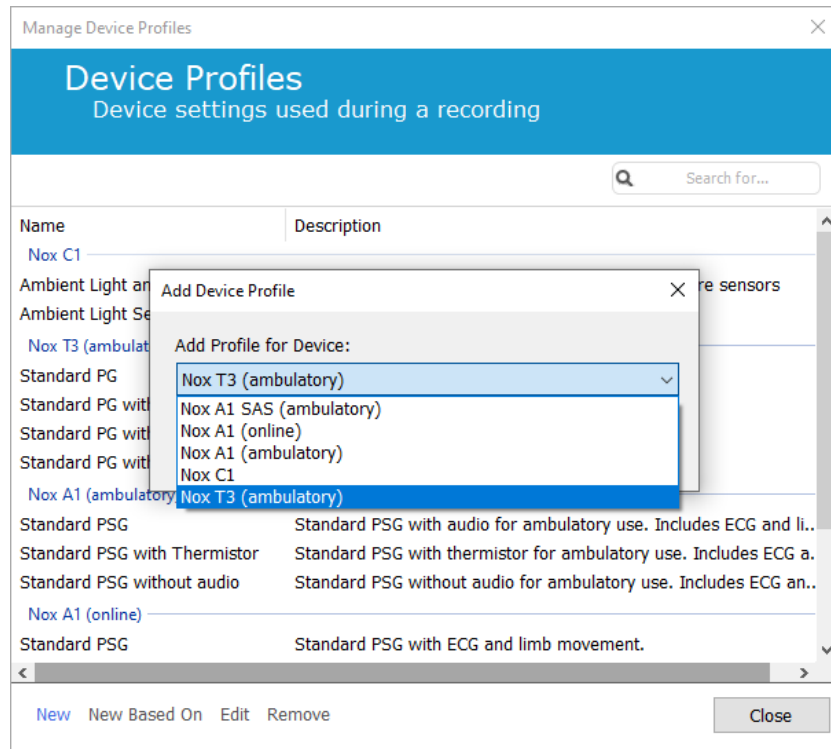 Manage Device Profiles
Device Profiles
Device settings used during a recording
Search for...
Name Description
Nox C1
Ambient Light an re sensors
Ambient Light Se
Nox T3 (ambulat
Standard PG
Standard PG with
Standard PG with
Standard PG with
Add Device Profile
Add Profile for Device:
Nox T3 (ambulatory)
Nox A1 SAS (ambulatory)
Nox A1 (online)
Nox A1 (ambulatory)
Nox C1
Nox T3 (ambulatory)
Nox A1 (ambulatory)
Standard PSG Standard PSG with audio for ambulatory use. Includes ECG and li..
Standard PSG with Thermistor Standard PSG with thermistor for ambulatory use. Includes ECG a.
Standard PSG without audio Standard PSG without audio for ambulatory use. Includes ECG an..
Nox A1 (online)
Standard PSG Standard PSG with ECG and limb movement.
New New Based On Edit Remove Close